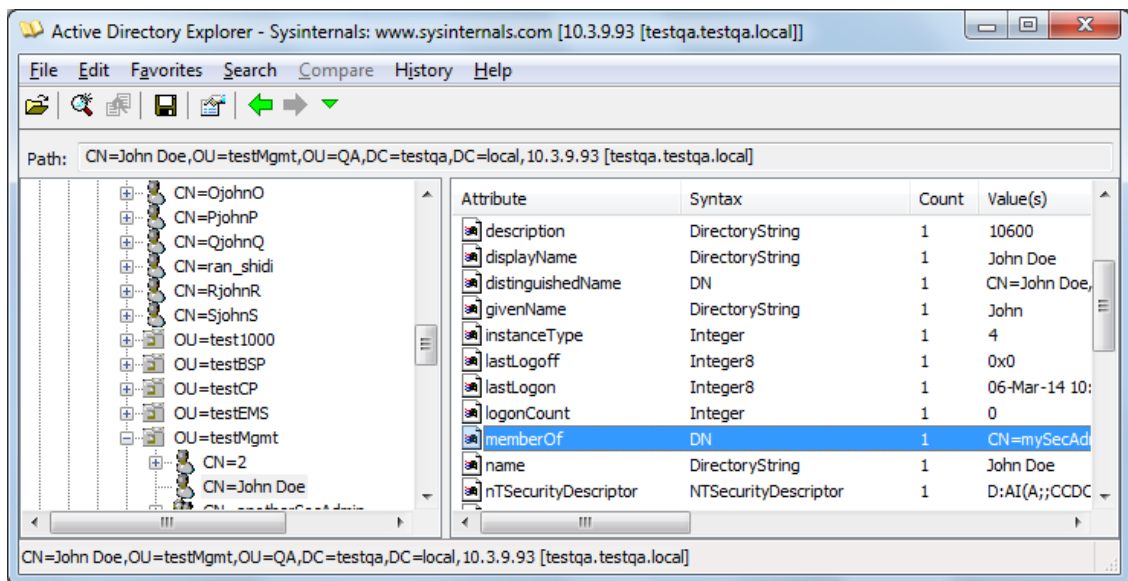 Active Directory Explorer - Sysinternals: www.sysinternals.com [10.3.9.93 [testqa.testqa.local]]
File Edit Favorites Search Compare History Help
Path: CN=John Doe,OU=testMgmt,OU=QA,DC=testqa,DC=local,10.3.9.93 [testqa.testqa.local]
CN=OjohnO
CN=PjohnP
CN=QjohnQ
CN=ran_shidi
CN=RjohnR
CN=SjohnS
OU=test1000
OU=testBSP
OU=testCP
OU=testEMS
OU=testMgmt
CN=2
CN=John Doe
CN=anotherSecAdmin
Attribute Syntax Count Value(s)
description DirectoryString 1 10600
displayName DirectoryString 1 John Doe
distinguishedName DN 1 CN=John Doe,
givenName DirectoryString 1 John
instanceType Integer 1 4
lastLogoff Integer8 1 0x0
lastLogon Integer8 1 06-Mar-14 10:
logonCount Integer 1 0
memberOf DN 1 CN=mySecAd
name DirectoryString 1 John Doe
nTSecurityDescriptor NTSecurityDescriptor 1 D:AI(A;;CCDC
CN=John Doe,OU=testMgmt,OU=QA,DC=testqa,DC=local,10.3.9.93 [testqa.testqa.local]